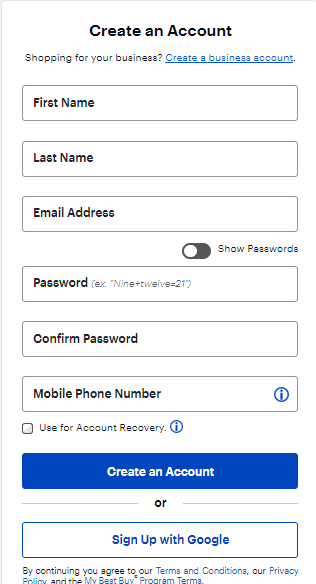 Create an Account
Shopping for your business? Create a business account.
First Name
Last Name
Email Address
Show Passwords
Password (ex. "Nine+twelve=21")
Confirm Password
Mobile Phone Number
Use for Account Recovery.
Create an Account
or
Sign Up with Google
By continuing you agree to our Terms and Conditions, our Privacy
Policy, and the My Best Buy® Program Terms.